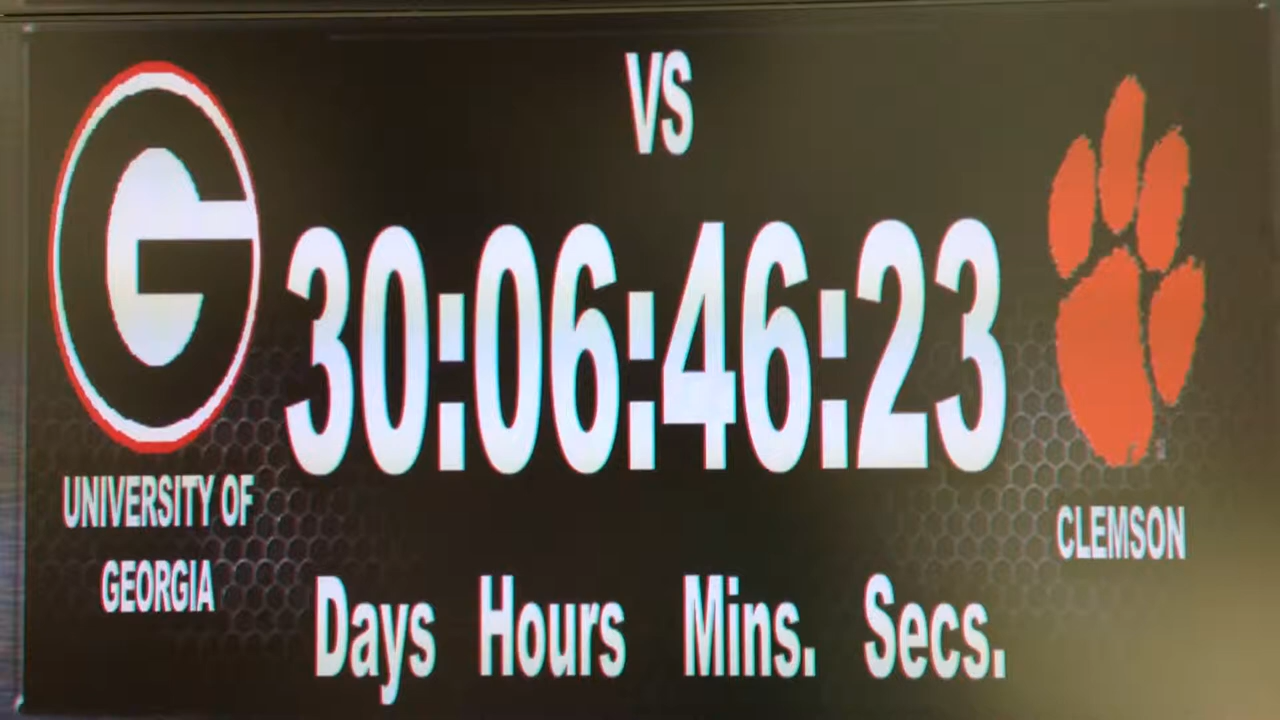 VS
G
30:06:46:23
UNIVERSITY OF
GEORGIA
CLEMSON
Days Hours Mins. Secs.